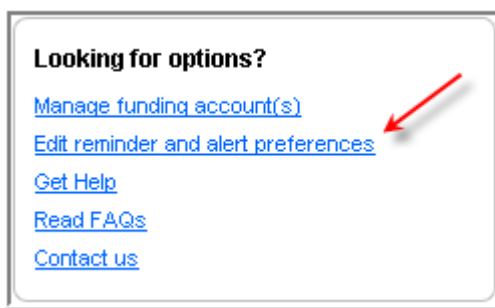 Looking for options?
Manage funding account(s)
Edit reminder and alert preferences
Get Help
Read FAQs
Contact us